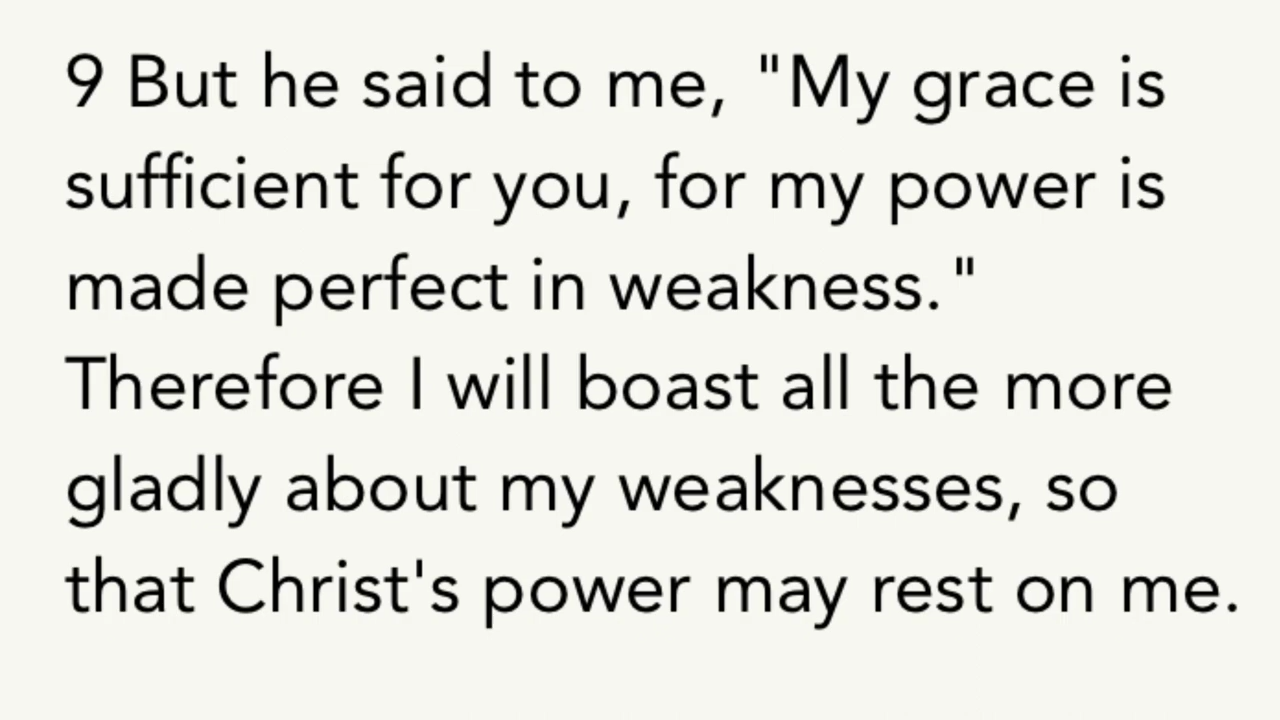 9 But he said to me, "My grace is
sufficient for you, for my power is
made perfect in weakness."
Therefore I will boast all the more
gladly about my weaknesses, so
that Christ's power may rest on me.